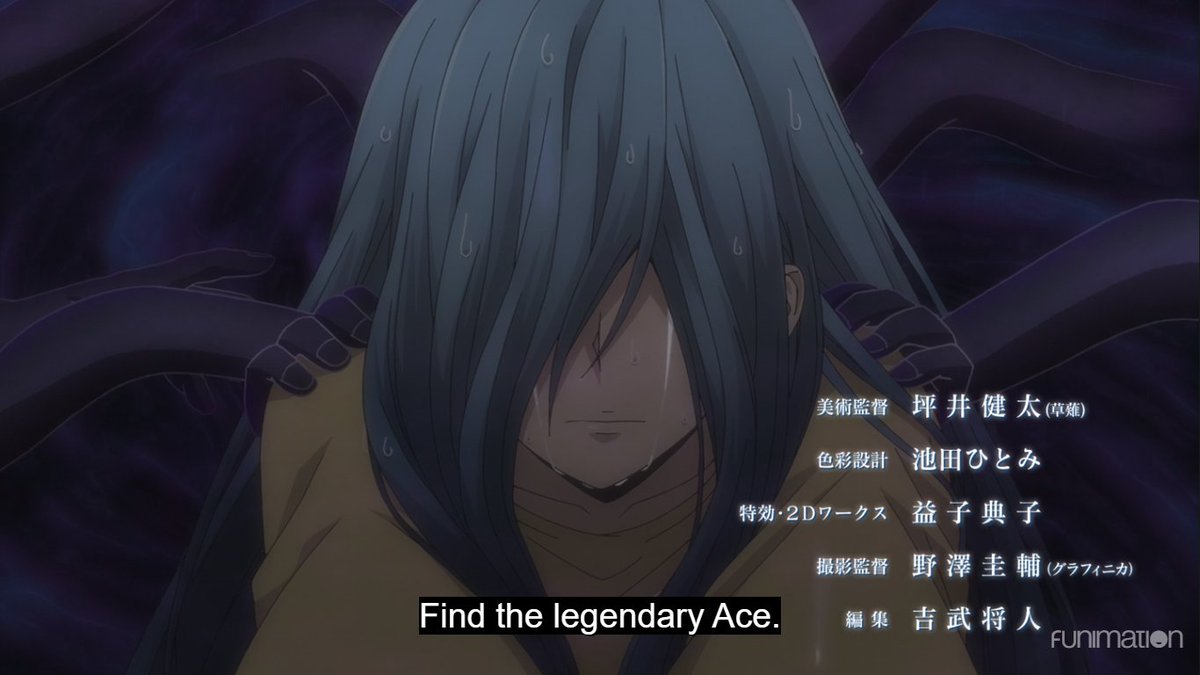 美術監督 坪井健太(草薙)
色彩設計 池田ひとみ
特効・2Dワークス 益子典子
撮影監督 野澤圭輔(グラフィニカ)
編集 吉武将人
Find the legendary Ace.
FUNIMATION